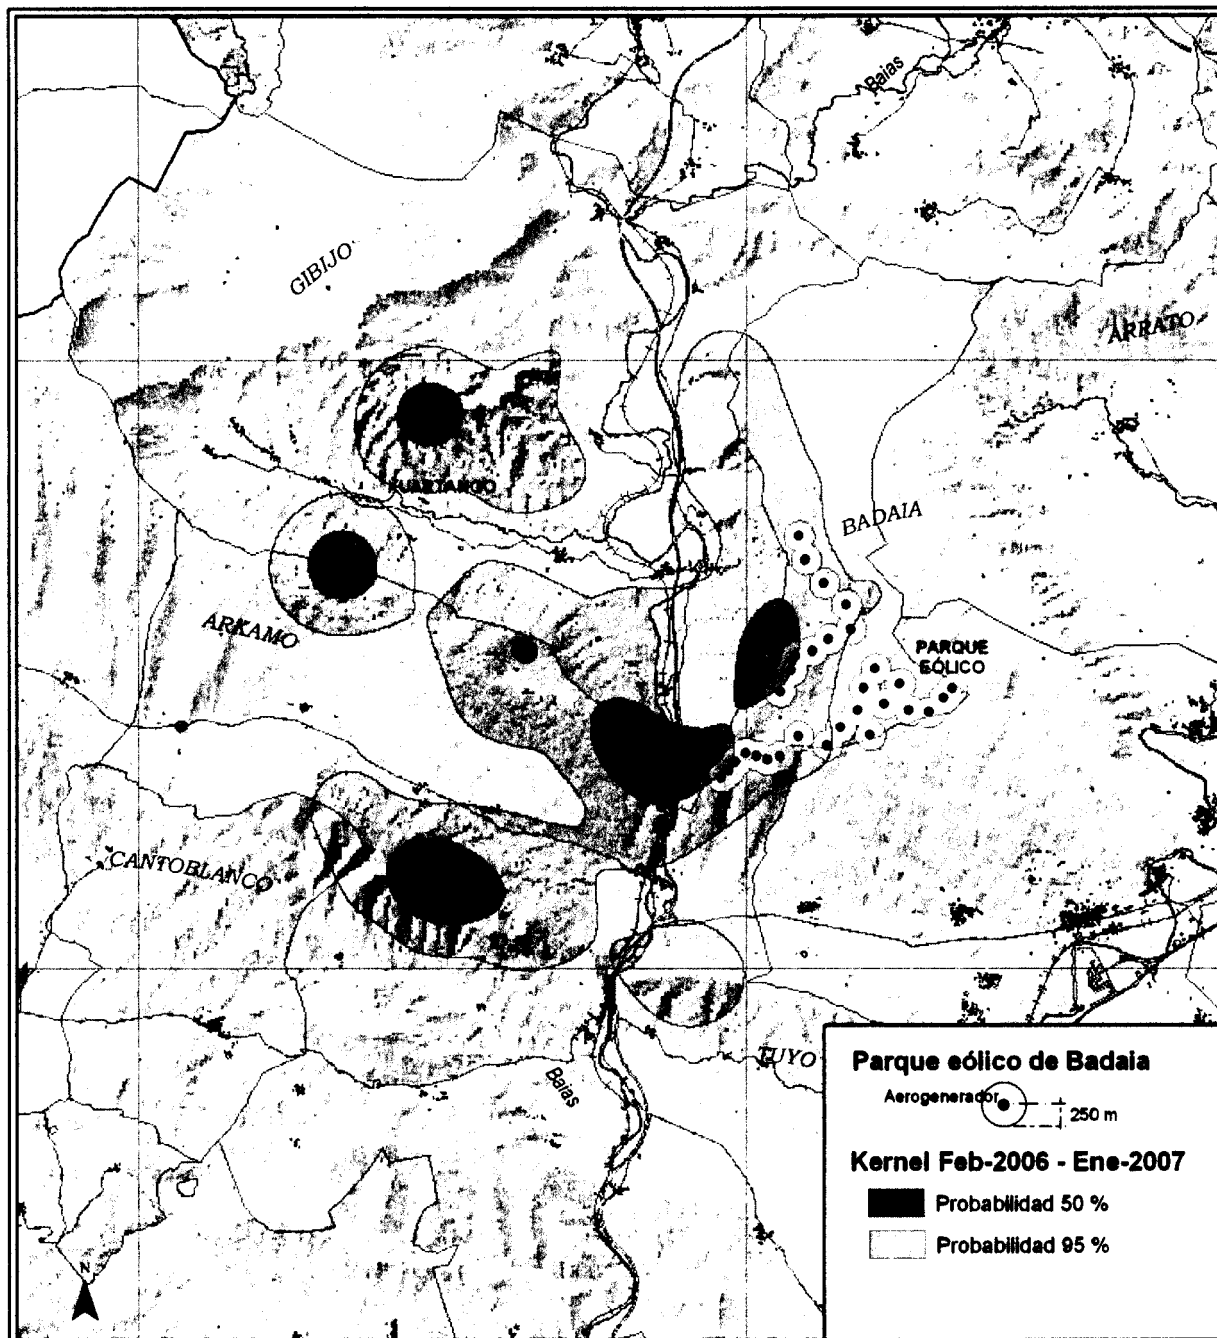 Baias
GIBIJO
ARRATO
BADAIA
ARKAMO
PARQUE
EÓLICO
CANTOBLANCO
TUYO
Baias
Parque eólico de Badaia
Aerogenerador
250 m
Kernel Feb-2006 - Ene-2007
Probabilidad 50 %
Probabilidad 95 %
N